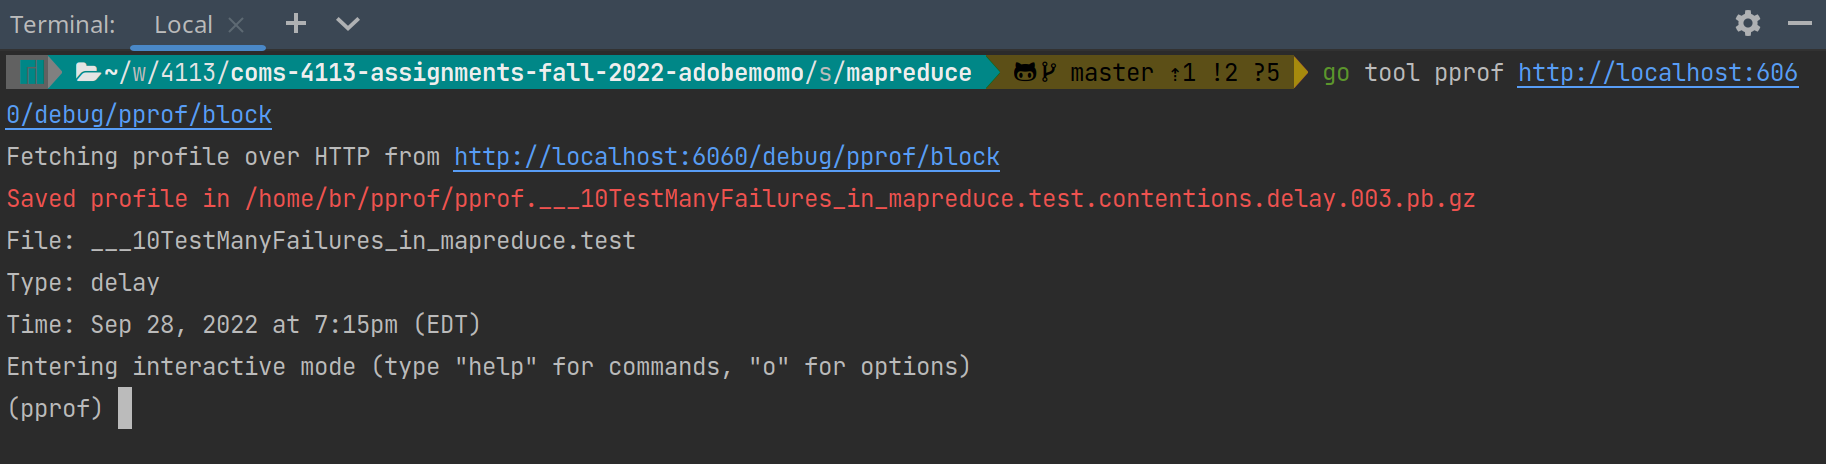 Terminal: Local
~/w/4113/coms-4113-assignments-fall-2022-adobemomo/s/mapreduce master ⇡1 !2 ?5 go tool pprof http://localhost:606
0/debug/pprof/block
Fetching profile over HTTP from http://localhost:6060/debug/pprof/block
Saved profile in /home/br/pprof/pprof.___10TestManyFailures_in_mapreduce.test.contentions.delay.003.pb.gz
File: ___10TestManyFailures_in_mapreduce.test
Type: delay
Time: Sep 28, 2022 at 7:15pm (EDT)
Entering interactive mode (type "help" for commands, "o" for options)
(pprof)